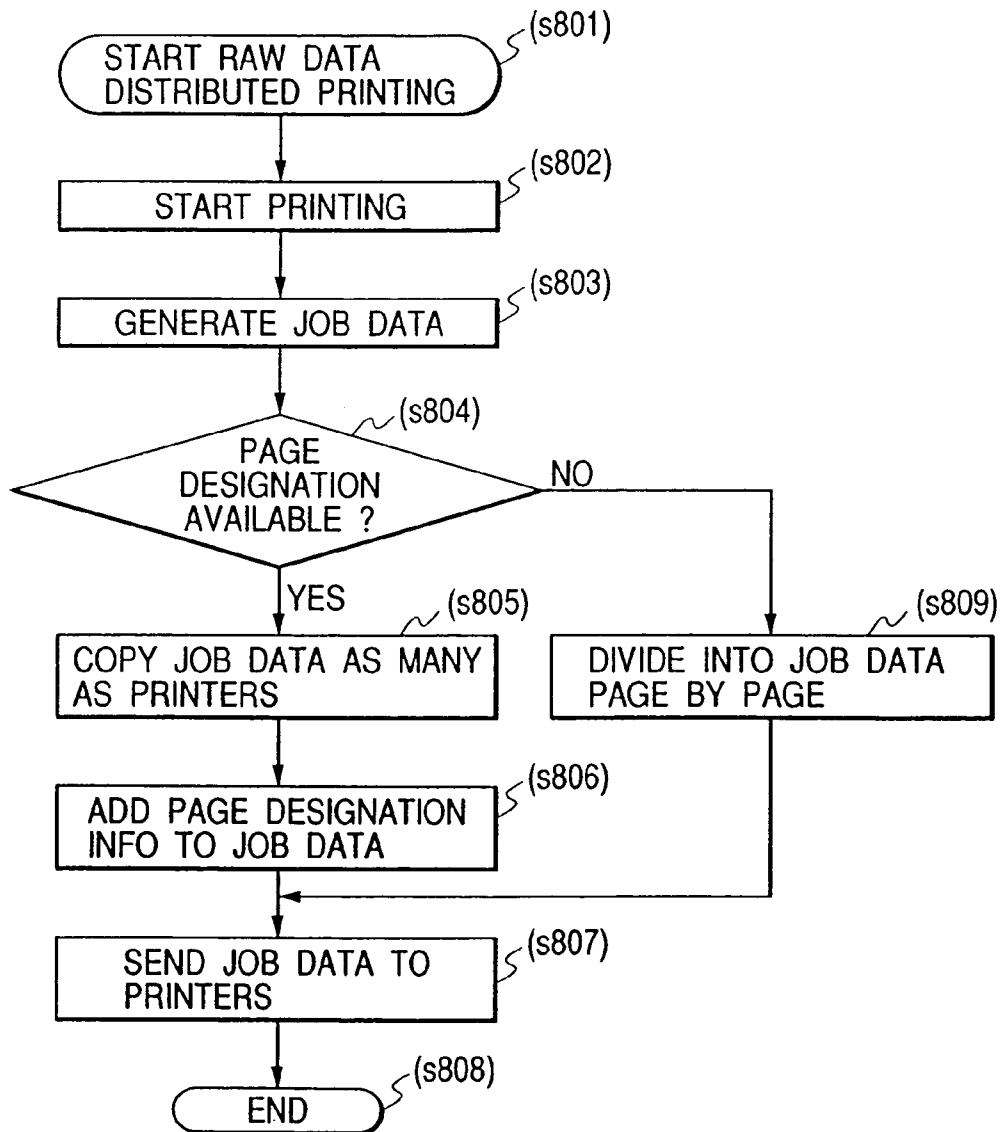 (s801)
START RAW DATA
DISTRIBUTED PRINTING
(s802)
START PRINTING
(s803)
GENERATE JOB DATA
(s804)
PAGE
DESIGNATION
AVAILABLE ?
NO
YES
(s805)
COPY JOB DATA AS MANY
AS PRINTERS
(s809)
DIVIDE INTO JOB DATA
PAGE BY PAGE
(s806)
ADD PAGE DESIGNATION
INFO TO JOB DATA
(s807)
SEND JOB DATA TO
PRINTERS
(s808)
END